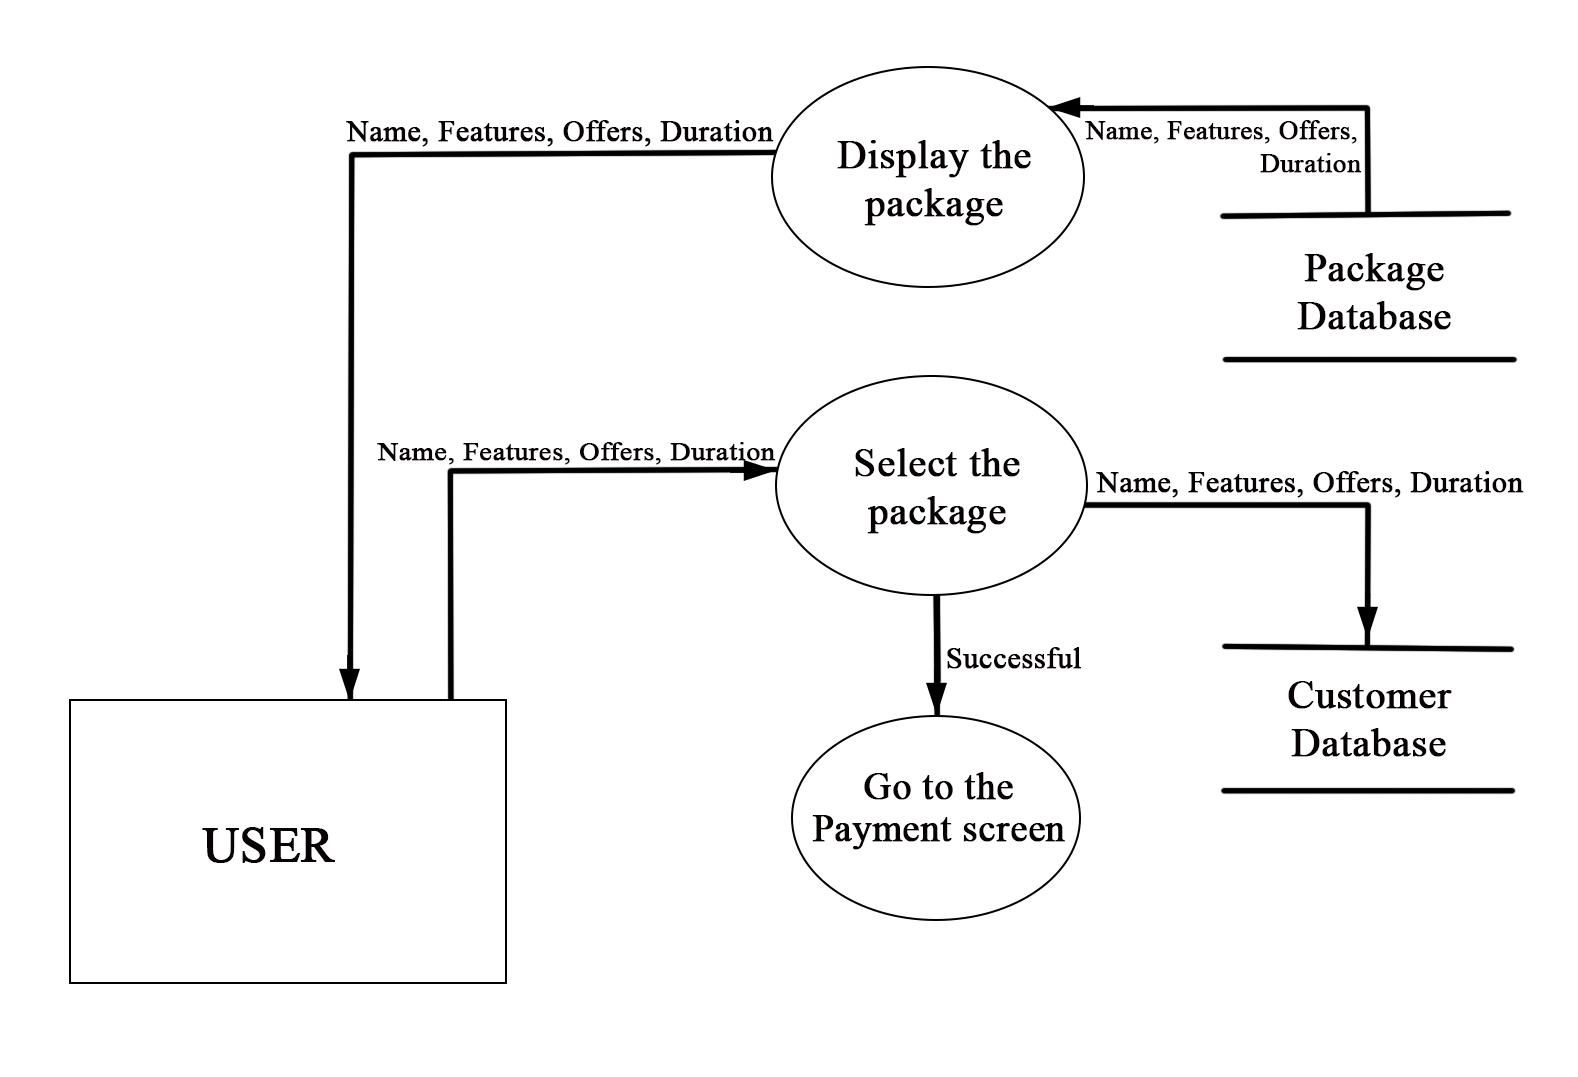 Name, Features, Offers, Duration
Display the
package
Name, Features, Offers,
Duration
Package
Database
Name, Features, Offers, Duration
Select the
package
Name, Features, Offers, Duration
Successful
Customer
Database
Go to the
Payment screen
USER